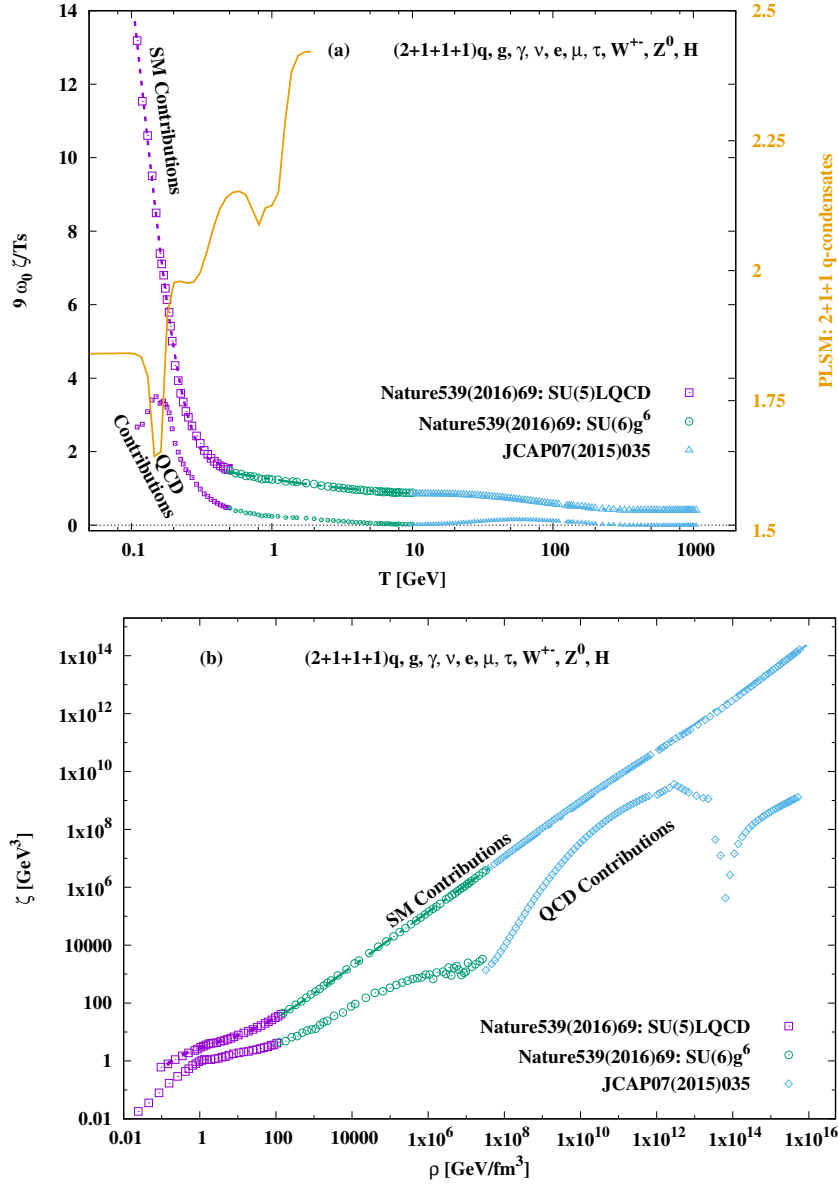 (a) (2+1+1+1)q, g, γ, ν, e, μ, τ, W⁺⁻, Z⁰, H
14
12
10
8
6
4
2
0
9 ω₀ ζ/Ts
2.5
2.25
2
1.75
1.5
PLSM: 2+1+1 q-condensates
SM Contributions
QCD
Contributions
Nature539(2016)69: SU(5)LQCD
Nature539(2016)69: SU(6)g⁶
JCAP07(2015)035
0.1 1 10 100 1000
T [GeV]
(b) (2+1+1+1)q, g, γ, ν, e, μ, τ, W⁺⁻, Z⁰, H
1x10¹⁴
1x10¹²
1x10¹⁰
1x10⁸
1x10⁶
10000
100
1
0.01
ζ [GeV³]
SM Contributions
QCD Contributions
Nature539(2016)69: SU(5)LQCD
Nature539(2016)69: SU(6)g⁶
JCAP07(2015)035
0.01 1 100 10000 1x10⁶ 1x10⁸ 1x10¹⁰ 1x10¹² 1x10¹⁴ 1x10¹⁶
ρ [GeV/fm³]